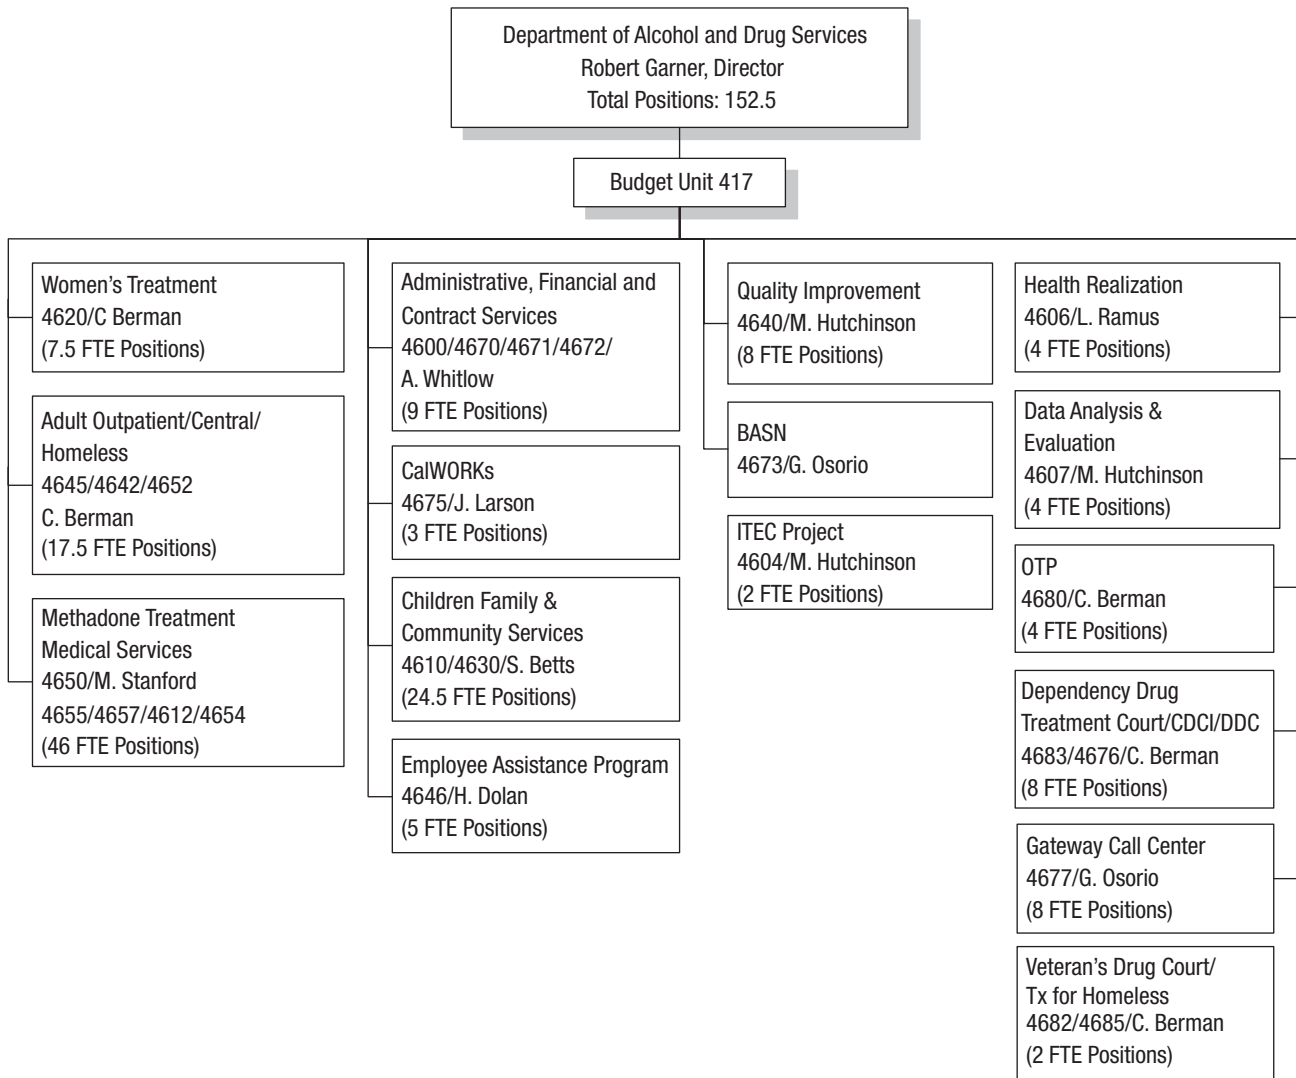 Department of Alcohol and Drug Services
Robert Garner, Director
Total Positions: 152.5
Budget Unit 417
Women’s Treatment
4620/C Berman
(7.5 FTE Positions)
Adult Outpatient/Central/
Homeless
4645/4642/4652
C. Berman
(17.5 FTE Positions)
Methadone Treatment
Medical Services
4650/M. Stanford
4655/4657/4612/4654
(46 FTE Positions)
Administrative, Financial and
Contract Services
4600/4670/4671/4672/
A. Whitlow
(9 FTE Positions)
CalWORKs
4675/J. Larson
(3 FTE Positions)
Children Family &
Community Services
4610/4630/S. Betts
(24.5 FTE Positions)
Employee Assistance Program
4646/H. Dolan
(5 FTE Positions)
Quality Improvement
4640/M. Hutchinson
(8 FTE Positions)
BASN
4673/G. Osorio
ITEC Project
4604/M. Hutchinson
(2 FTE Positions)
Health Realization
4606/L. Ramus
(4 FTE Positions)
Data Analysis &
Evaluation
4607/M. Hutchinson
(4 FTE Positions)
OTP
4680/C. Berman
(4 FTE Positions)
Dependency Drug
Treatment Court/CDCI/DDC
4683/4676/C. Berman
(8 FTE Positions)
Gateway Call Center
4677/G. Osorio
(8 FTE Positions)
Veteran’s Drug Court/
Tx for Homeless
4682/4685/C. Berman
(2 FTE Positions)